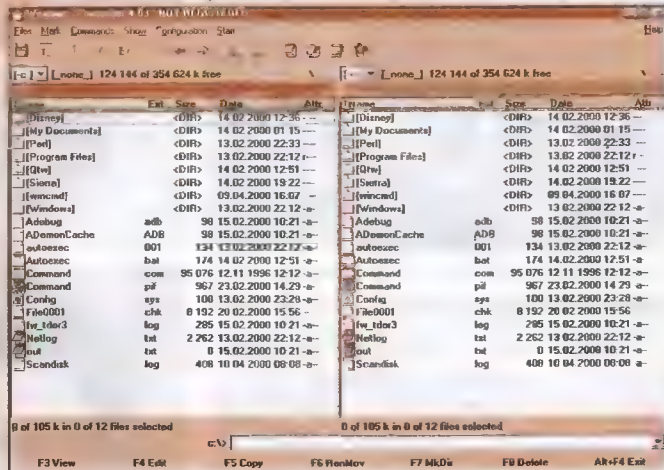 4.03 NOT REGISTERED
Files Mark Commands Show Configuration Start Help
[-c-] [_none_] 124 144 of 354 624 k free \
[_none_] 124 144 of 354 624 k free \
Ext Size Date Attr
[Disney] <DIR> 14 02 2000 12:36 ---
[My Documents] <DIR> 14 02 2000 01 15 ---
[Perl] <DIR> 13.02 2000 22:33 ---
[Program Files] <DIR> 13.02 2000 22:12 r---
[Qtw] <DIR> 14 02 2000 12:51 ---
[Sierra] <DIR> 14.02 2000 19:22 ---
[wincmd] <DIR> 09.04.2000 16:07 ---
[Windows] <DIR> 13.02.2000 22 12 -a--
Adebug adb 98 15.02.2000 10:21 -a--
ADemonCache ADB 98 15.02.2000 10:21 -a--
autoexec 001 134 13 02 2000 22:12 -a--
Autoexec bat 174 14.02 2000 12:51 -a--
Command com 95 076 12.11 1996 12:12 -a--
Command pif 967 23.02.2000 14.29 -a--
Config sys 100 13.02.2000 23:28 -a--
File0001 chk 8 192 20 02 2000 15:56 --
fw_tdor3 log 285 15.02.2000 10 21 -a--
Netlog txt 2 262 13.02.2000 22:12 -a--
out txt 0 15.02.2000 10:21 -a--
Scandisk log 408 10 04 2000 08:08 -a--
Name Ext Size Date Attr
[Disney] <DIR> 14 02.2000 12:36 ---
[My Documents] <DIR> 14 02.2000 01 15 ---
[Perl] <DIR> 13.02 2000 22:33 ---
[Program Files] <DIR> 13.02 2000 22:12 r-
[Qtw] <DIR> 14 02 2000 12:51 ---
[Sierra] <DIR> 14.02 2000 19:22 ---
[wincmd] <DIR> 09 04.2000 16.07 ---
[Windows] <DIR> 13.02.2000 22 12 -a--
Adebug adb 98 15.02.2000 10:21 -a--
ADemonCache ADB 98 15.02.2000 10:21 -a--
autoexec 001 134 13.02.2000 22:12 -a--
Autoexec bat 174 14.02.2000 12:51 -a
Command com 95 076 12 11 1996 12:12 -a--
Command pif 967 23.02.2000 14 29 -a--
Config sys 100 13.02.2000 23:28 -a--
File0001 chk 8 192 20 02 2000 15:56
fw_tdor3 log 285 15.02.2000 10:21 -a--
Netlog txt 2 262 13.02.2000 22:12 -a--
out txt 0 15.02.2000 10 21 -a--
Scandisk log 408 10 04 2000 08:08 -a--
0 of 105 k in 0 of 12 files selected
0 of 105 k in 0 of 12 files selected
c:\>
F3 View F4 Edit F5 Copy F6 RenMov F7 MkDir F8 Delete Alt+F4 Exit